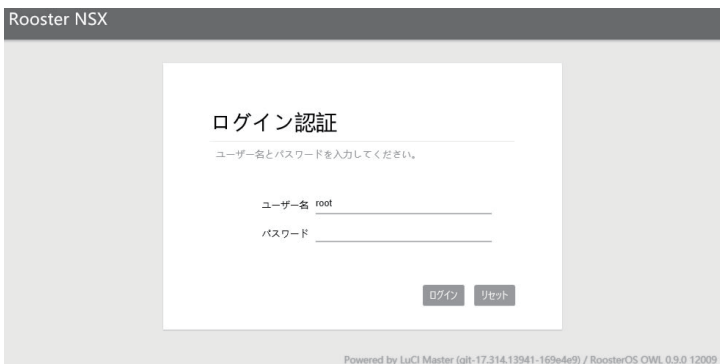 Rooster NSX
ログイン認証
ユーザー名とパスワードを入力してください。
ユーザー名 root
パスワード
ログイン リセット
Powered by LuCI Master (git-17.314.13941-169e4e9) / RoosterOS OWL 0.9.0 12009